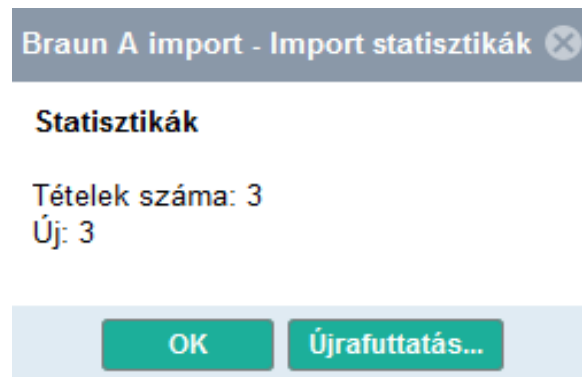 Braun A import - Import statisztikák
Statisztikák
Tételek száma: 3
Új: 3
OK
Újrafuttatás...